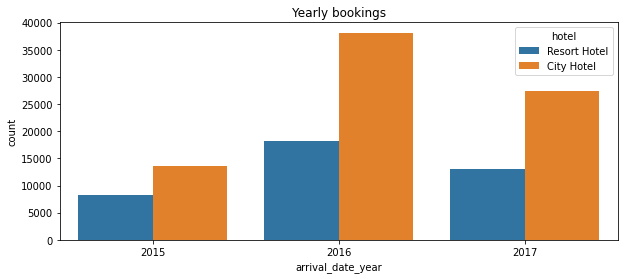 Yearly bookings
40000
35000
30000
25000
20000
15000
10000
5000
0
count
hotel
Resort Hotel
City Hotel
2015 2016 2017
arrival_date_year